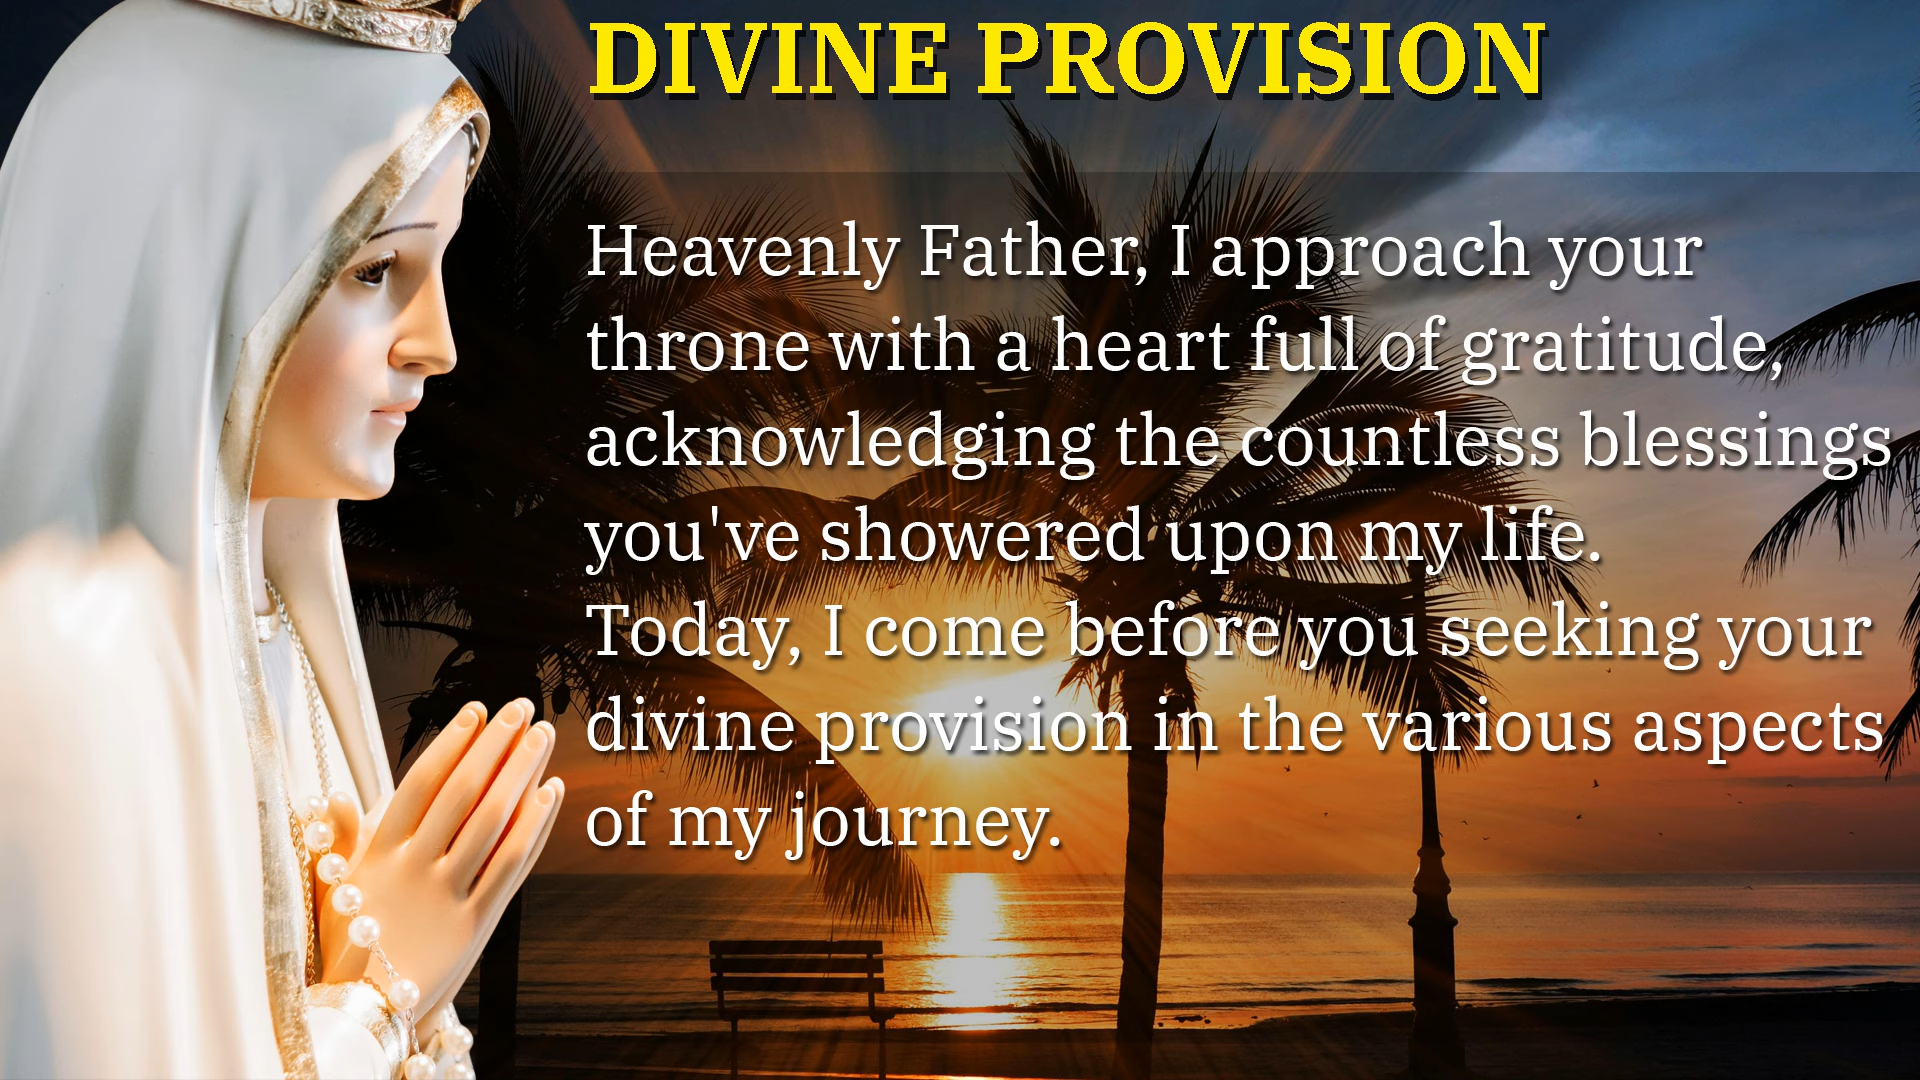 DIVINE PROVISION
Heavenly Father, I approach your
throne with a heart full of gratitude,
acknowledging the countless blessings
you've showered upon my life.
Today, I come before you seeking your
divine provision in the various aspects
of my journey.